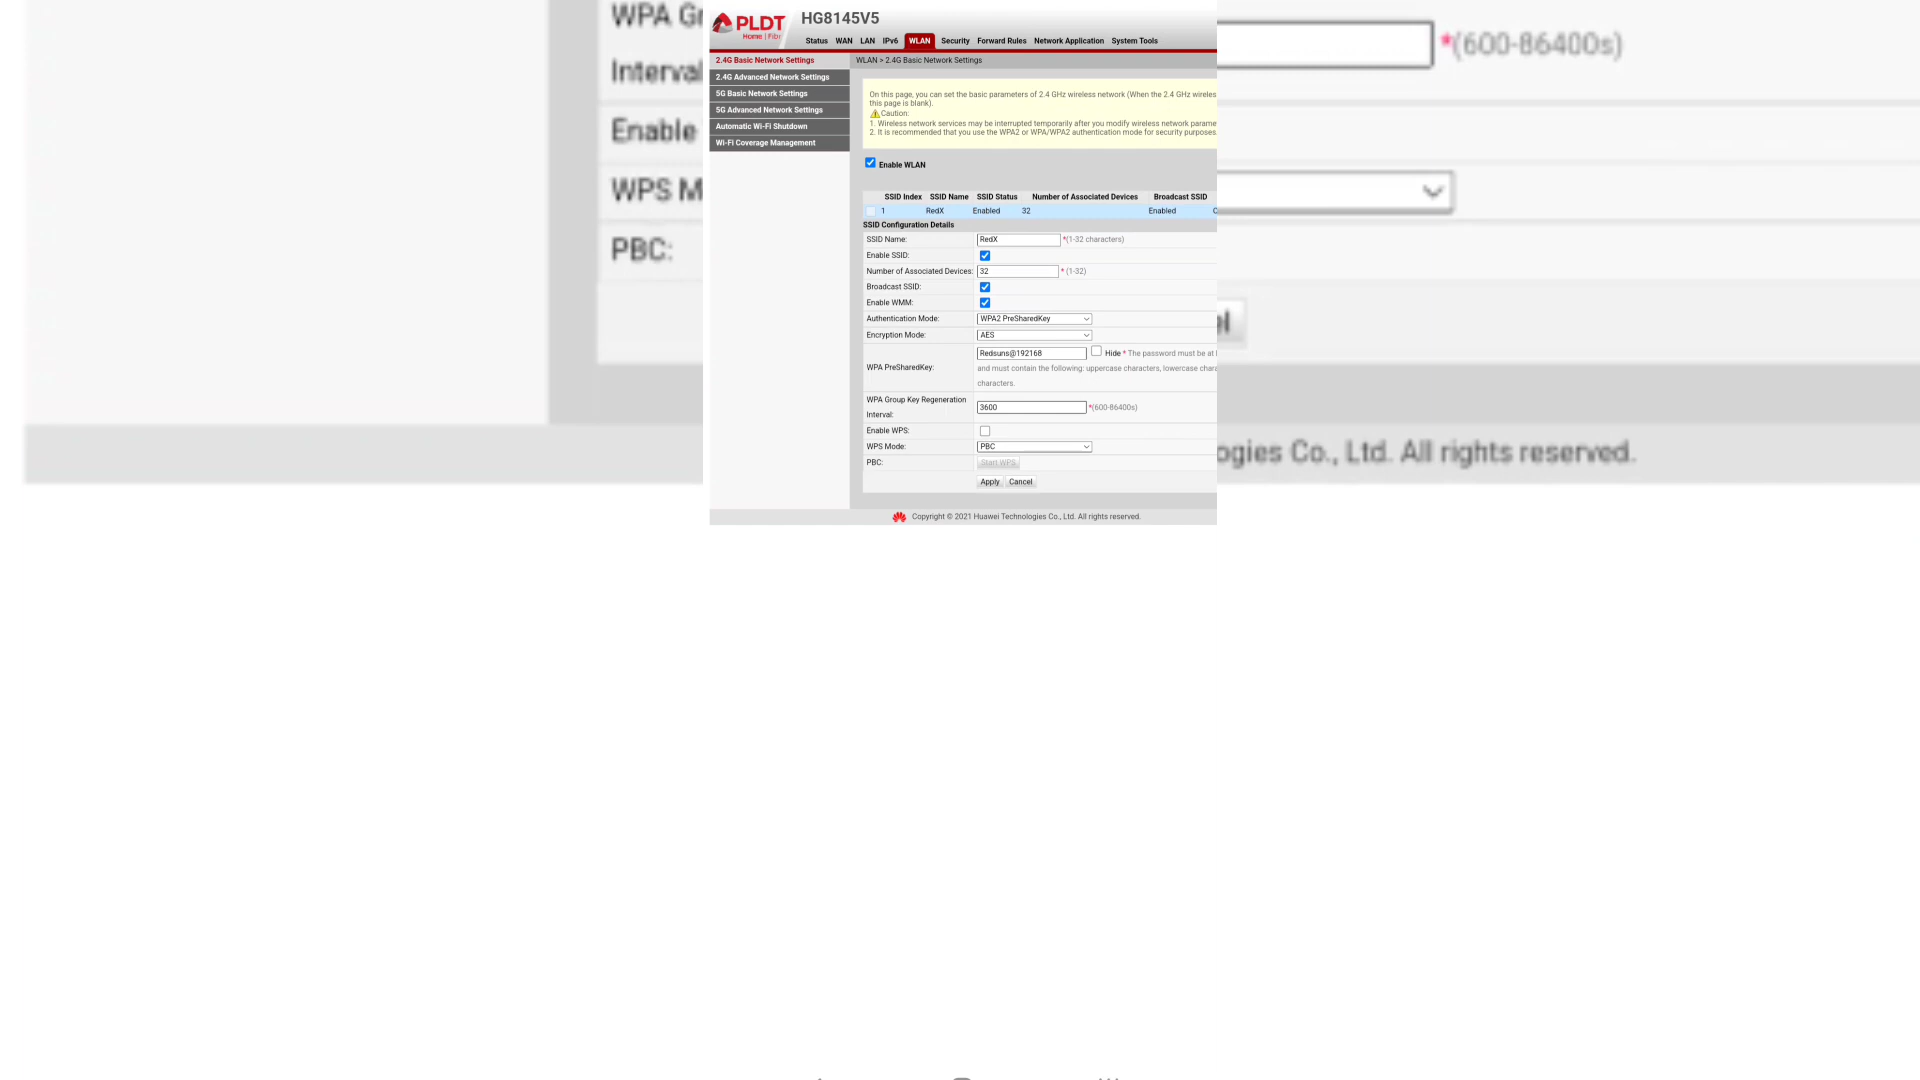 PLDT
Home | Fibr
HG8145V5
Status WAN LAN IPv6 WLAN Security Forward Rules Network Application System Tools
2.4G Basic Network Settings
2.4G Advanced Network Settings
5G Basic Network Settings
5G Advanced Network Settings
Automatic Wi-Fi Shutdown
Wi-Fi Coverage Management
WLAN > 2.4G Basic Network Settings
On this page, you can set the basic parameters of 2.4 GHz wireless network (When the 2.4 GHz wireles
this page is blank).
Caution:
1. Wireless network services may be interrupted temporarily after you modify wireless network parame
2. It is recommended that you use the WPA2 or WPA/WPA2 authentication mode for security purposes.
Enable WLAN
SSID Index SSID Name SSID Status Number of Associated Devices Broadcast SSID
1 RedX Enabled 32 Enabled
SSID Configuration Details
SSID Name: RedX *(1-32 characters)
Enable SSID:
Number of Associated Devices: 32 * (1-32)
Broadcast SSID:
Enable WMM:
Authentication Mode: WPA2 PreSharedKey
Encryption Mode: AES
WPA PreSharedKey: Redsuns@192168 Hide * The password must be at
and must contain the following: uppercase characters, lowercase chara
characters.
WPA Group Key Regeneration
Interval: 3600 *(600-86400s)
Enable WPS:
WPS Mode: PBC
PBC: Start WPS
Apply Cancel
Copyright © 2021 Huawei Technologies Co., Ltd. All rights reserved.
WPA Gr
Interval
*(600-86400s)
Enable
WPS M
PBC:
el
ogies Co., Ltd. All rights reserved.